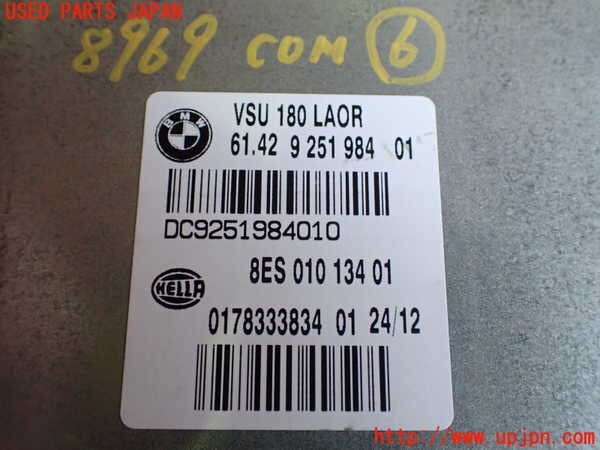 USED PARTS JAPAN
8969 COM 6
BMW
VSU 180 LAOR
61.42 9 251 984 01
DC9251984010
8ES 010 134 01
HELLA
0178333834 01 24/12
http://www.upjpn.com/